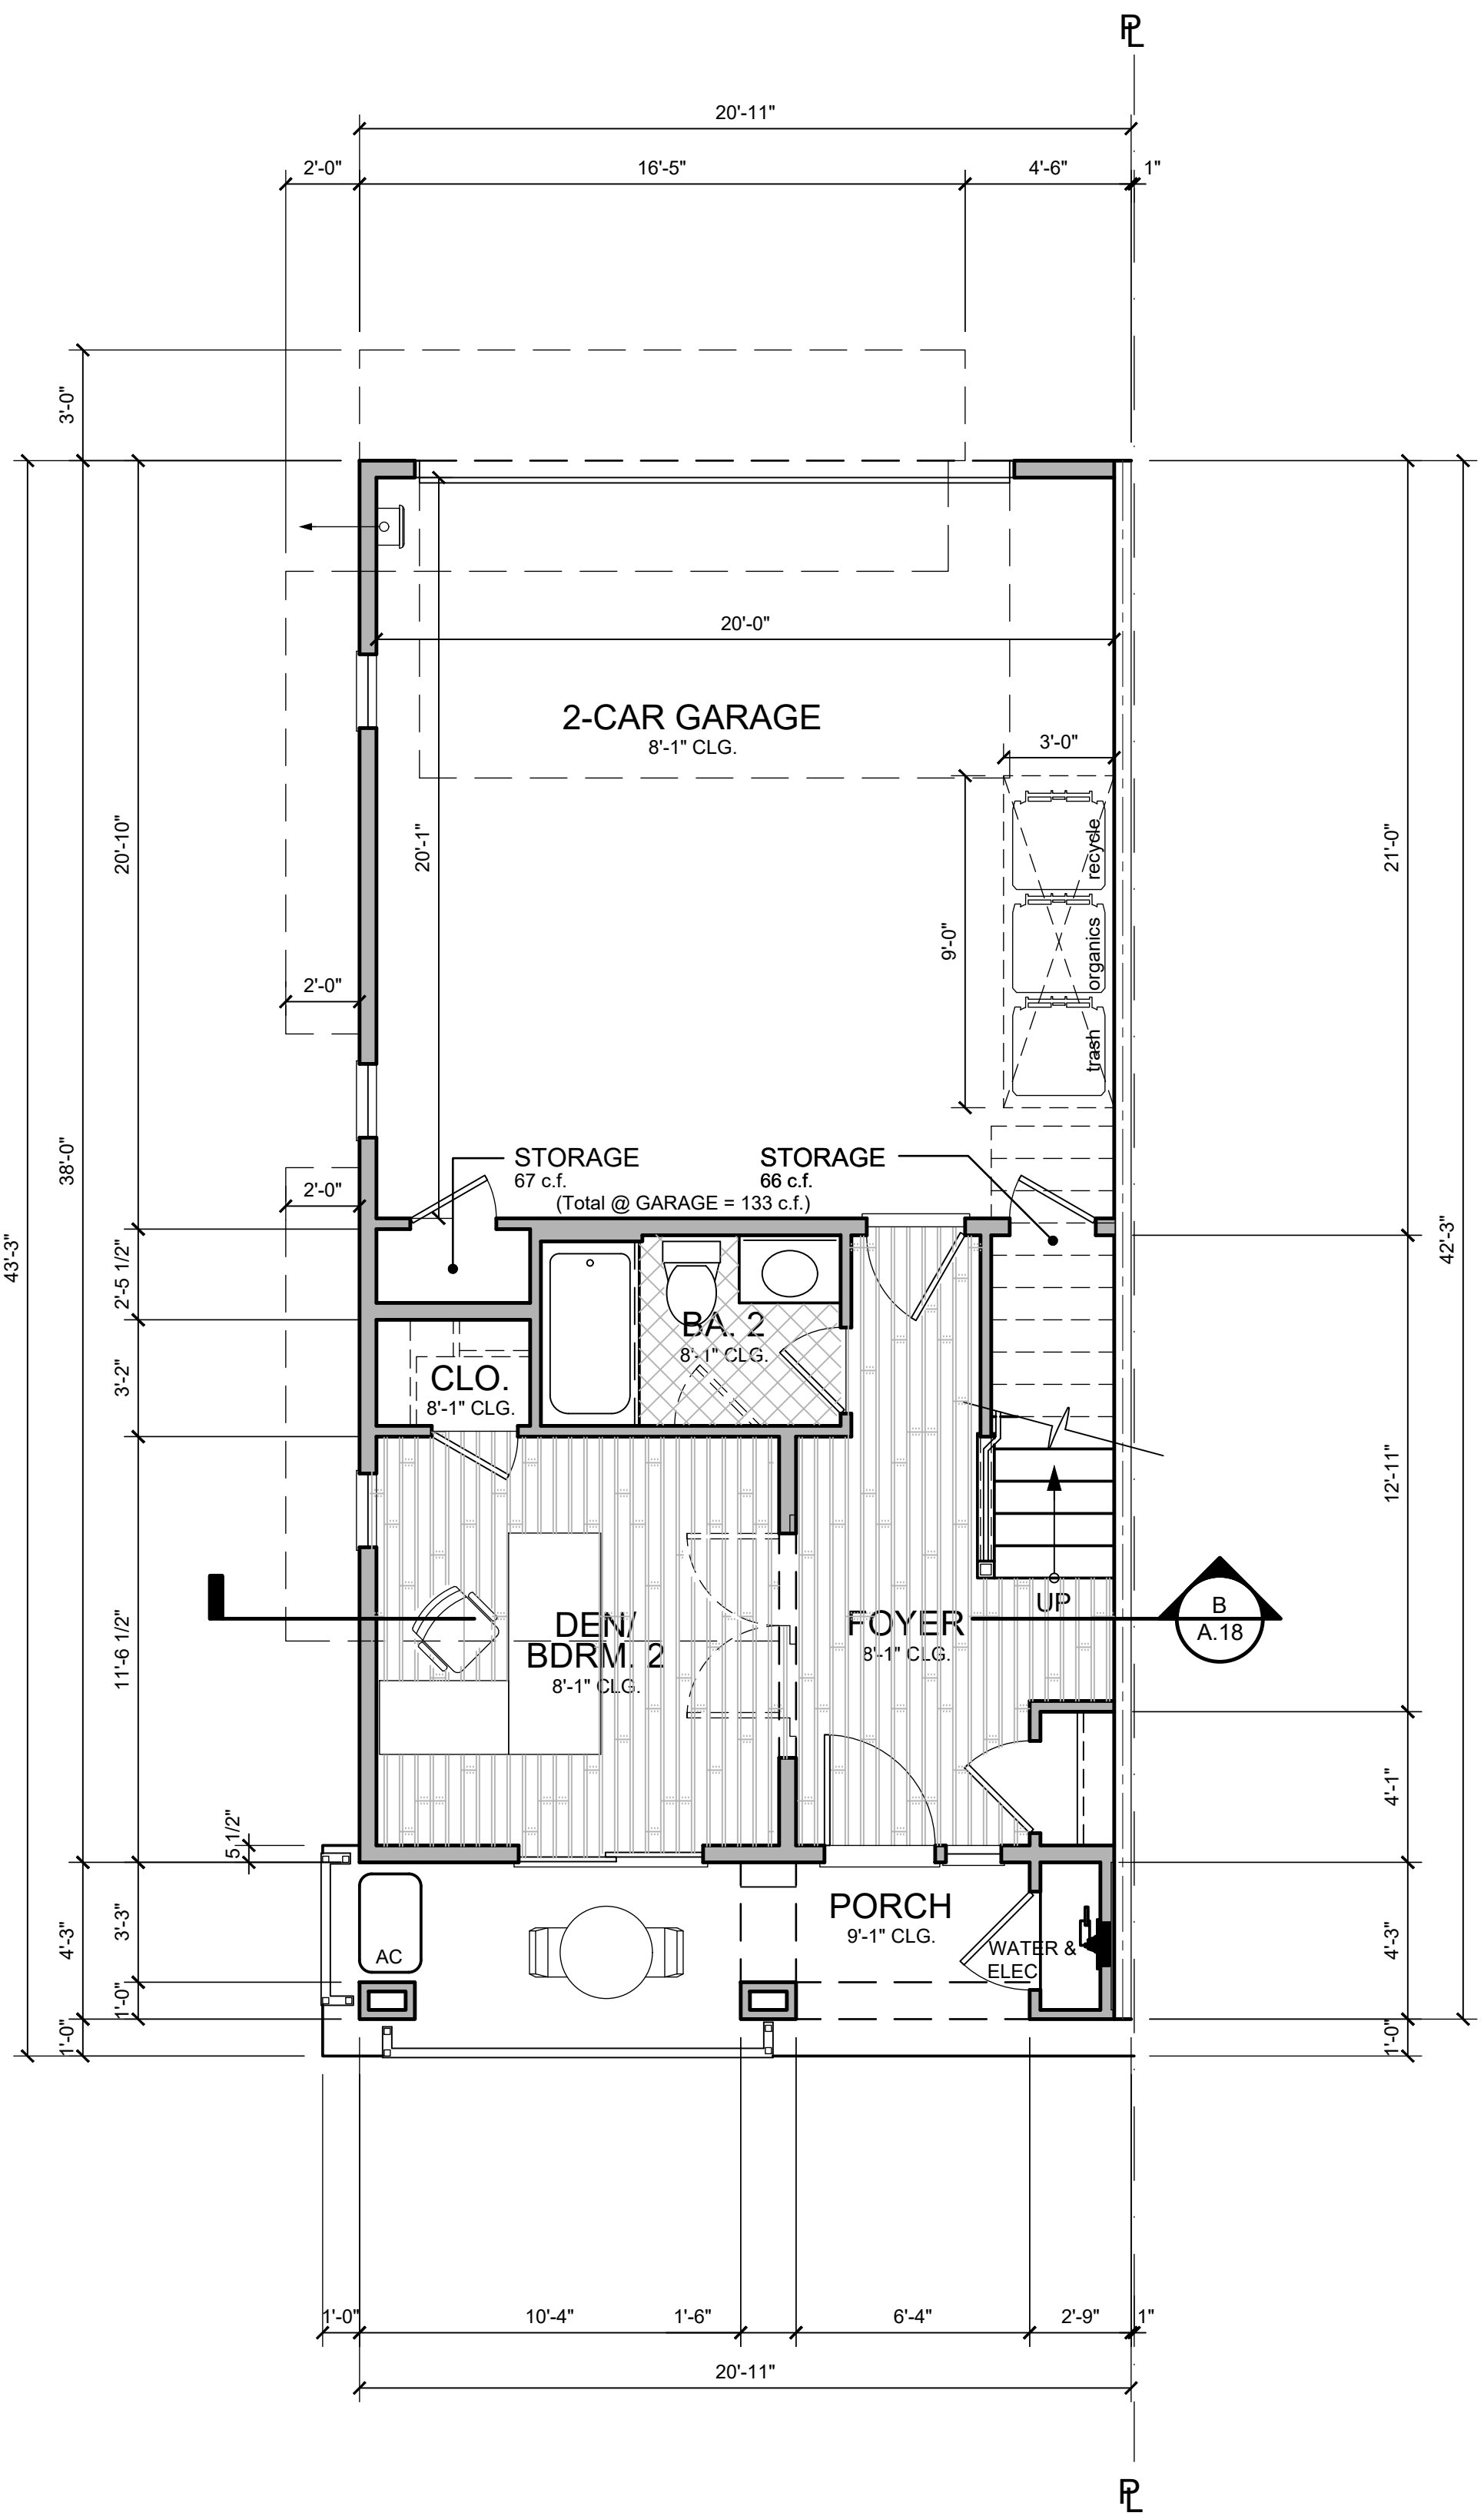 PL
20'-11"
2'-0"
16'-5"
4'-6"
1"
3'-0"
20'-0"
2-CAR GARAGE
8'-1" CLG.
3'-0"
20'-10"
20'-1"
recycle
21'-0"
9'-0"
organics
2'-0"
trash
38'-0"
STORAGE
67 c.f.
STORAGE
66 c.f.
(Total @ GARAGE = 133 c.f.)
2'-0"
43'-3"
42'-3"
2'-5 1/2"
BA. 2
8'-1" CLG.
3'-2"
CLO.
8'-1" CLG.
12'-11"
UP
B
A.18
11'-6 1/2"
DEN/
BDRM. 2
8'-1" CLG.
FOYER
8'-1" CLG.
4'-1"
5 1/2"
PORCH
9'-1" CLG.
4'-3"
3'-3"
AC
WATER &
ELEC
4'-3"
1'-0"
1'-0"
1'-0"
1'-0"
10'-4"
1'-6"
6'-4"
2'-9"
1"
20'-11"
PL